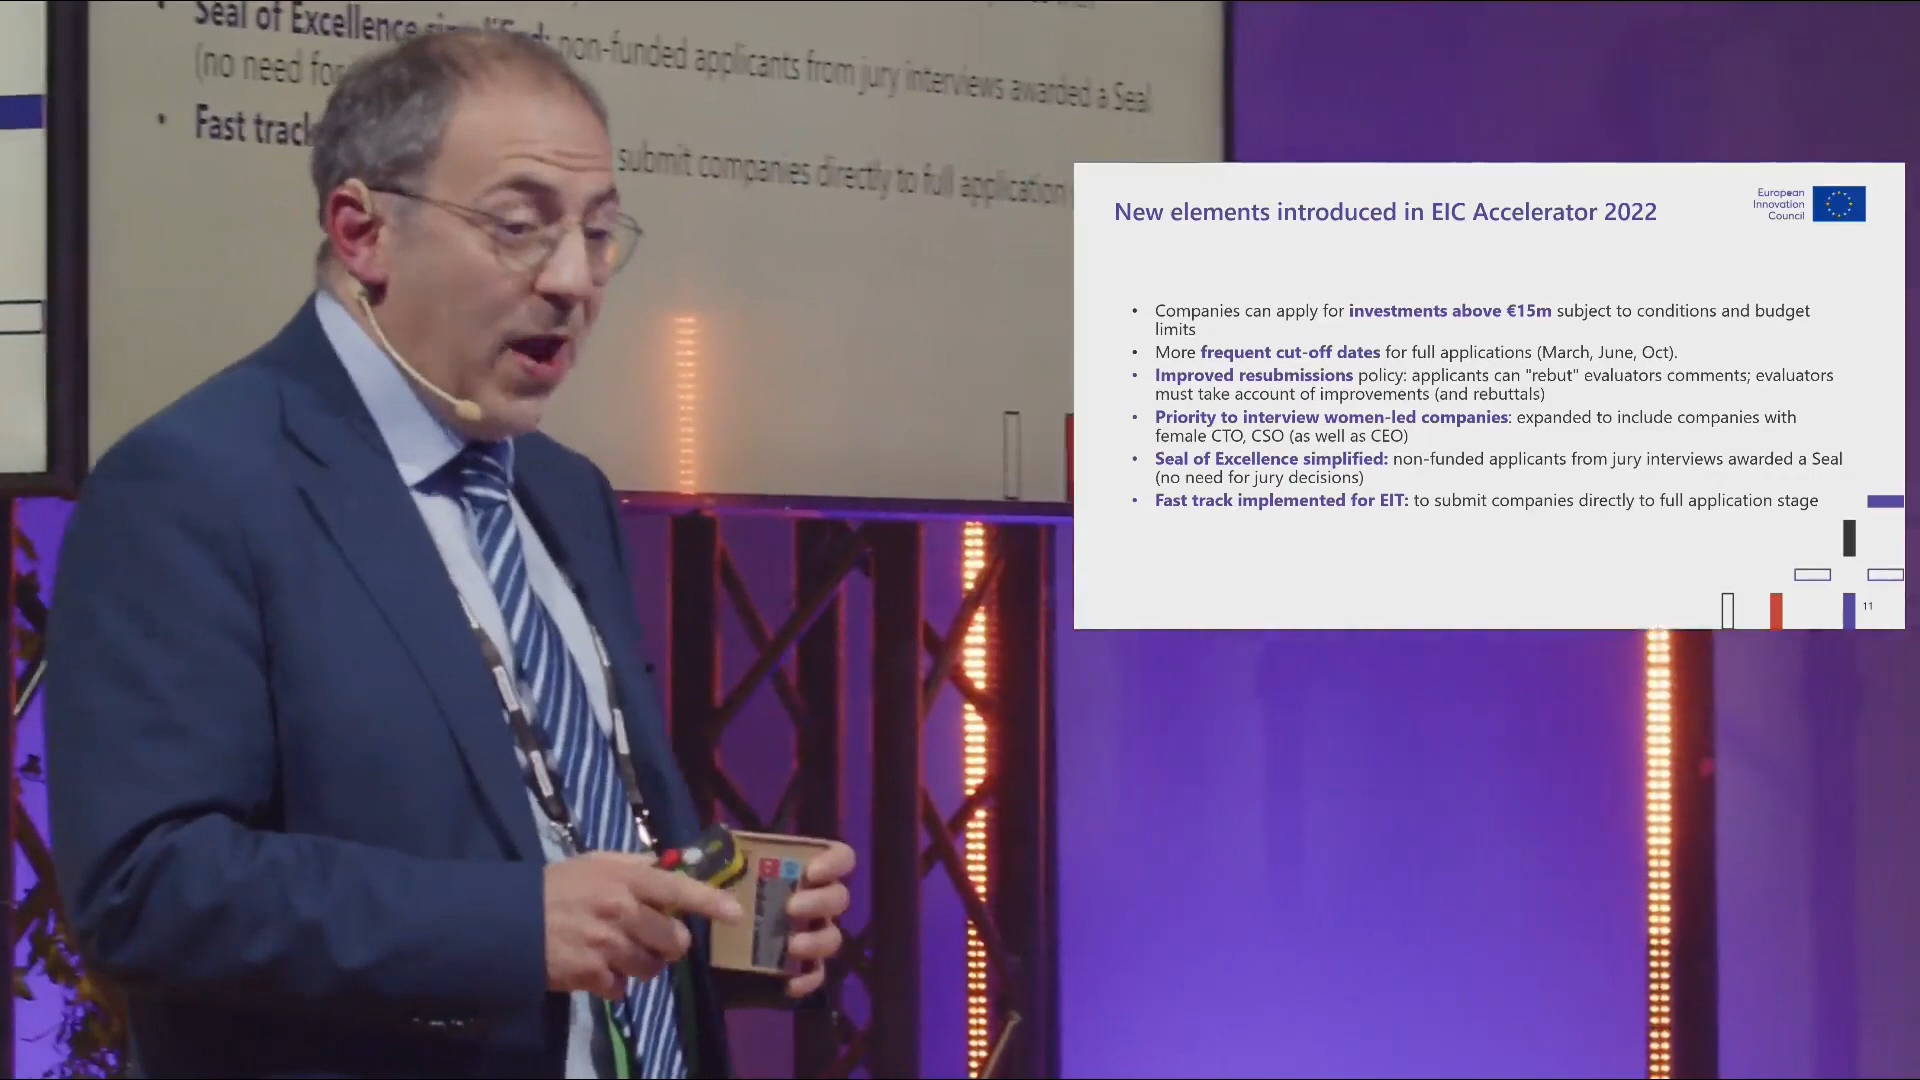 Seal of Excellence simplified: non-funded applicants from jury interviews awarded a Seal
(no need for
Fast track
submit companies directly to full application
New elements introduced in EIC Accelerator 2022
European
Innovation
Council
• Companies can apply for investments above €15m subject to conditions and budget
limits
• More frequent cut-off dates for full applications (March, June, Oct).
• Improved resubmissions policy: applicants can "rebut" evaluators comments; evaluators
must take account of improvements (and rebuttals)
• Priority to interview women-led companies: expanded to include companies with
female CTO, CSO (as well as CEO)
• Seal of Excellence simplified: non-funded applicants from jury interviews awarded a Seal
(no need for jury decisions)
• Fast track implemented for EIT: to submit companies directly to full application stage
11